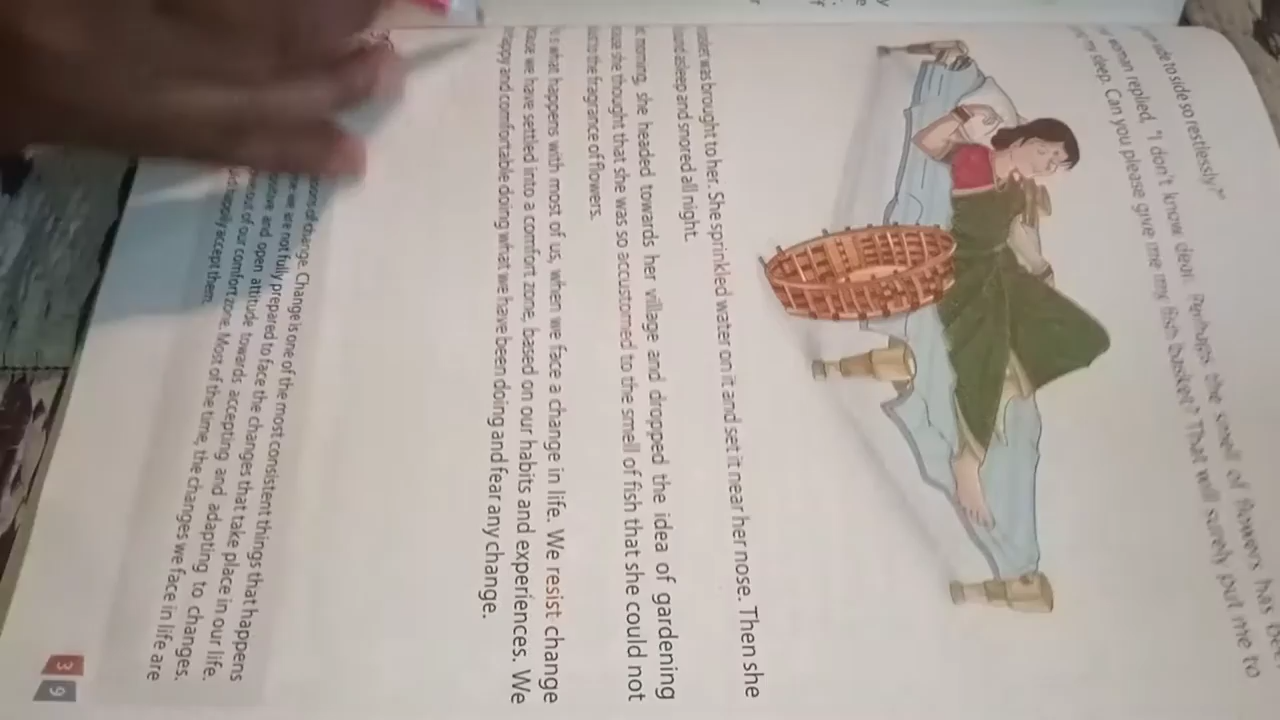 side to side so restlessly?"
woman replied, "I don't know dear. Perhaps the smell of flowers has
my sleep. Can you please give me my fish basket? That will surely put me to
was brought to her. She sprinkled water on it and set it near her nose. Then she
asleep and snored all night.
morning, she headed towards her village and dropped the idea of gardening
she thought that she was so accustomed to the smell of fish that she could not
to the fragrance of flowers.
what happens with most of us, when we face a change in life. We resist change
we have settled into a comfort zone, based on our habits and experiences. We
happy and comfortable doing what we have been doing and fear any change.
of change. Change is one of the most consistent things that happens
we are not fully prepared to face the changes that take place in our life.
and open attitude towards accepting and adapting to changes.
out of our comfort zone. Most of the time, the changes we face in life are
accept them.
39